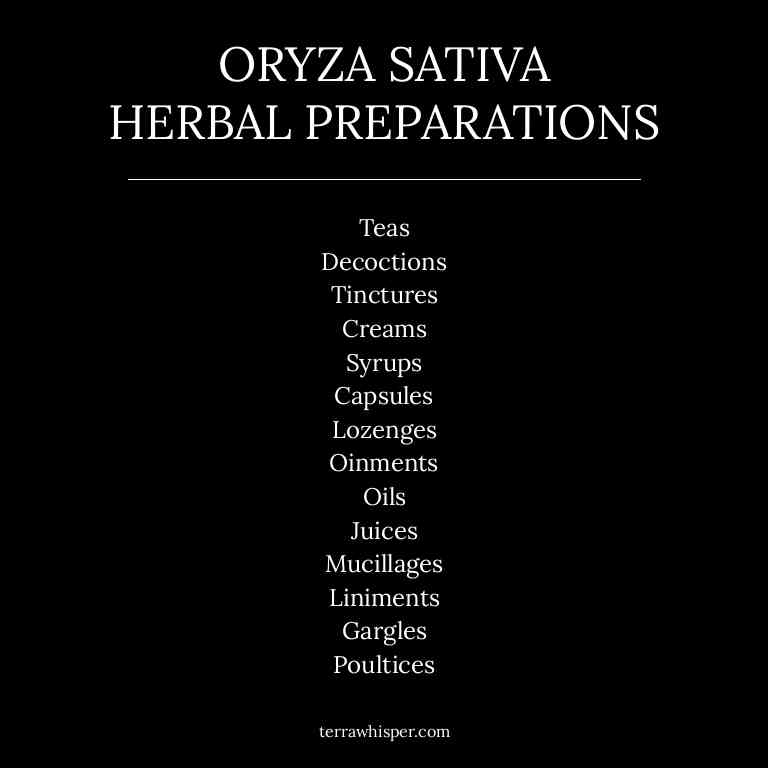 ORYZA SATIVA
HERBAL PREPARATIONS
Teas
Decoctions
Tinctures
Creams
Syrups
Capsules
Lozenges
Oinments
Oils
Juices
Mucillages
Liniments
Gargles
Poultices
terrawhisper.com